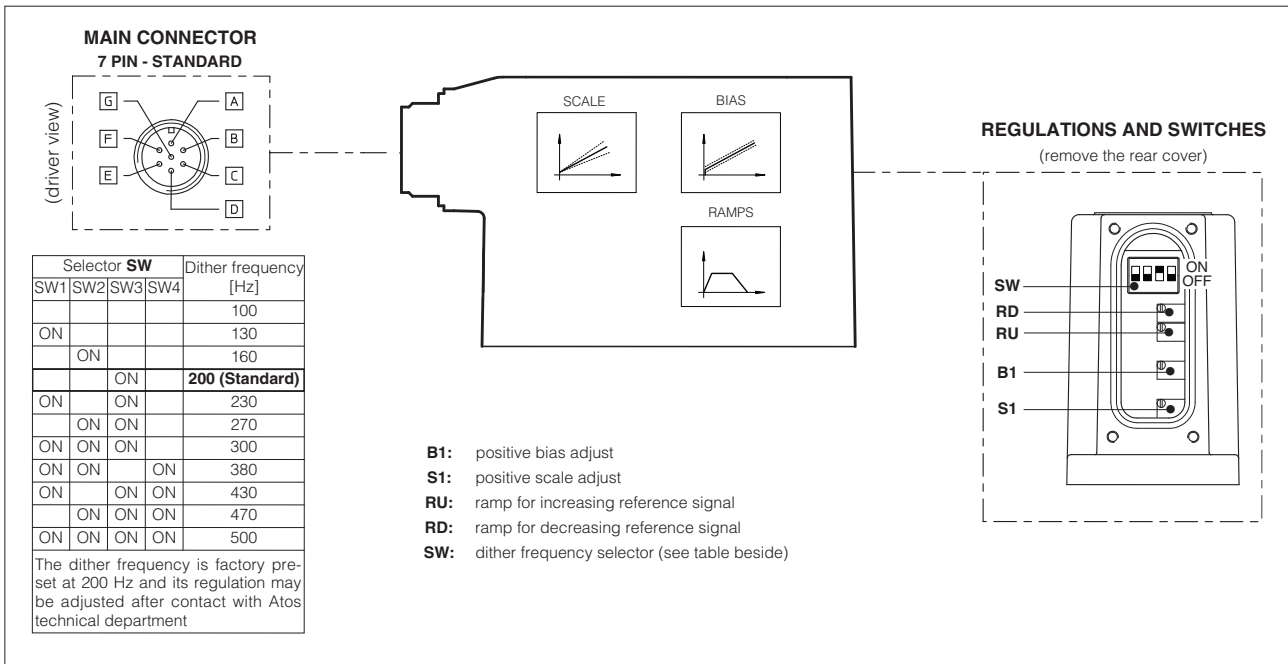 MAIN CONNECTOR
7 PIN - STANDARD
(driver view)
G
A
F
B
E
C
D
SCALE
BIAS
RAMPS
REGULATIONS AND SWITCHES
(remove the rear cover)
ON
OFF
SW
RD
RU
B1
S1
Selector SW Dither frequency
SW1 SW2 SW3 SW4 [Hz]
100
ON 130
ON 160
ON 200 (Standard)
ON ON 230
ON ON 270
ON ON ON 300
ON ON ON 380
ON ON ON 430
ON ON ON 470
ON ON ON ON 500
The dither frequency is factory pre-
set at 200 Hz and its regulation may
be adjusted after contact with Atos
technical department
B1: positive bias adjust
S1: positive scale adjust
RU: ramp for increasing reference signal
RD: ramp for decreasing reference signal
SW: dither frequency selector (see table beside)